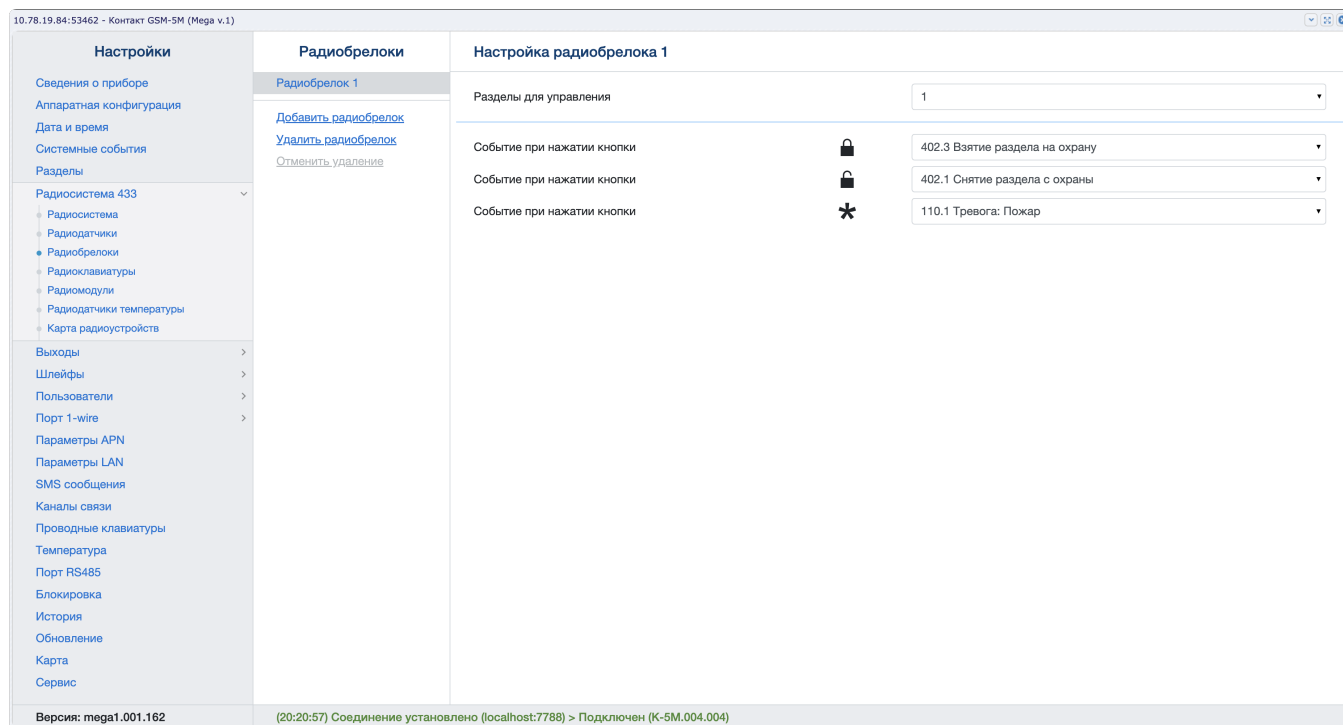 10.78.19.84:53462 - Контакт GSM-5M (Mega v.1)
Настройки
Сведения о приборе
Аппаратная конфигурация
Дата и время
Системные события
Разделы
Радиосистема 433
Радиосистема
Радиодатчики
Радиобрелоки
Радиоклавиатуры
Радиомодули
Радиодатчики температуры
Карта радиоустройств
Выходы
Шлейфы
Пользователи
Порт 1-wire
Параметры APN
Параметры LAN
SMS сообщения
Каналы связи
Проводные клавиатуры
Температура
Порт RS485
Блокировка
История
Обновление
Карта
Сервис
Версия: mega1.001.162
Радиобрелоки
Радиобрелок 1
Добавить радиобрелок
Удалить радиобрелок
Отменить удаление
Настройка радиобрелока 1
Разделы для управления 1
Событие при нажатии кнопки 402.3 Взятие раздела на охрану
Событие при нажатии кнопки 402.1 Снятие раздела с охраны
Событие при нажатии кнопки * 110.1 Тревога: Пожар
(20:20:57) Соединение установлено (localhost:7788) > Подключен (K-5M.004.004)